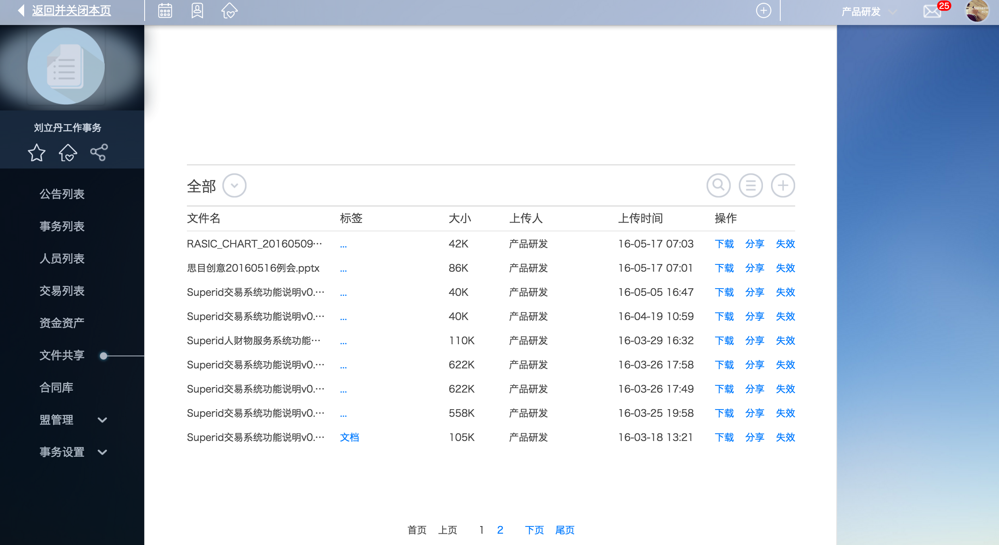 返回并关闭本页
产品研发
25
刘立丹工作事务
公告列表
事务列表
人员列表
交易列表
资金资产
文件共享
合同库
盟管理
事务设置
全部
文件名 标签 大小 上传人 上传时间 操作
RASIC_CHART_20160509… ... 42K 产品研发 16-05-17 07:03 下载 分享 失效
思目创意20160516例会.pptx ... 86K 产品研发 16-05-17 07:01 下载 分享 失效
Superid交易系统功能说明v0.… ... 40K 产品研发 16-05-05 16:47 下载 分享 失效
Superid交易系统功能说明v0.… ... 40K 产品研发 16-04-19 10:59 下载 分享 失效
Superid人财物服务系统功能… ... 110K 产品研发 16-03-29 16:32 下载 分享 失效
Superid交易系统功能说明v0.… ... 622K 产品研发 16-03-26 17:58 下载 分享 失效
Superid交易系统功能说明v0.… ... 622K 产品研发 16-03-26 17:49 下载 分享 失效
Superid交易系统功能说明v0.… ... 558K 产品研发 16-03-25 19:58 下载 分享 失效
Superid交易系统功能说明v0.… 文档 105K 产品研发 16-03-18 13:21 下载 分享 失效
首页 上页 1 2 下页 尾页